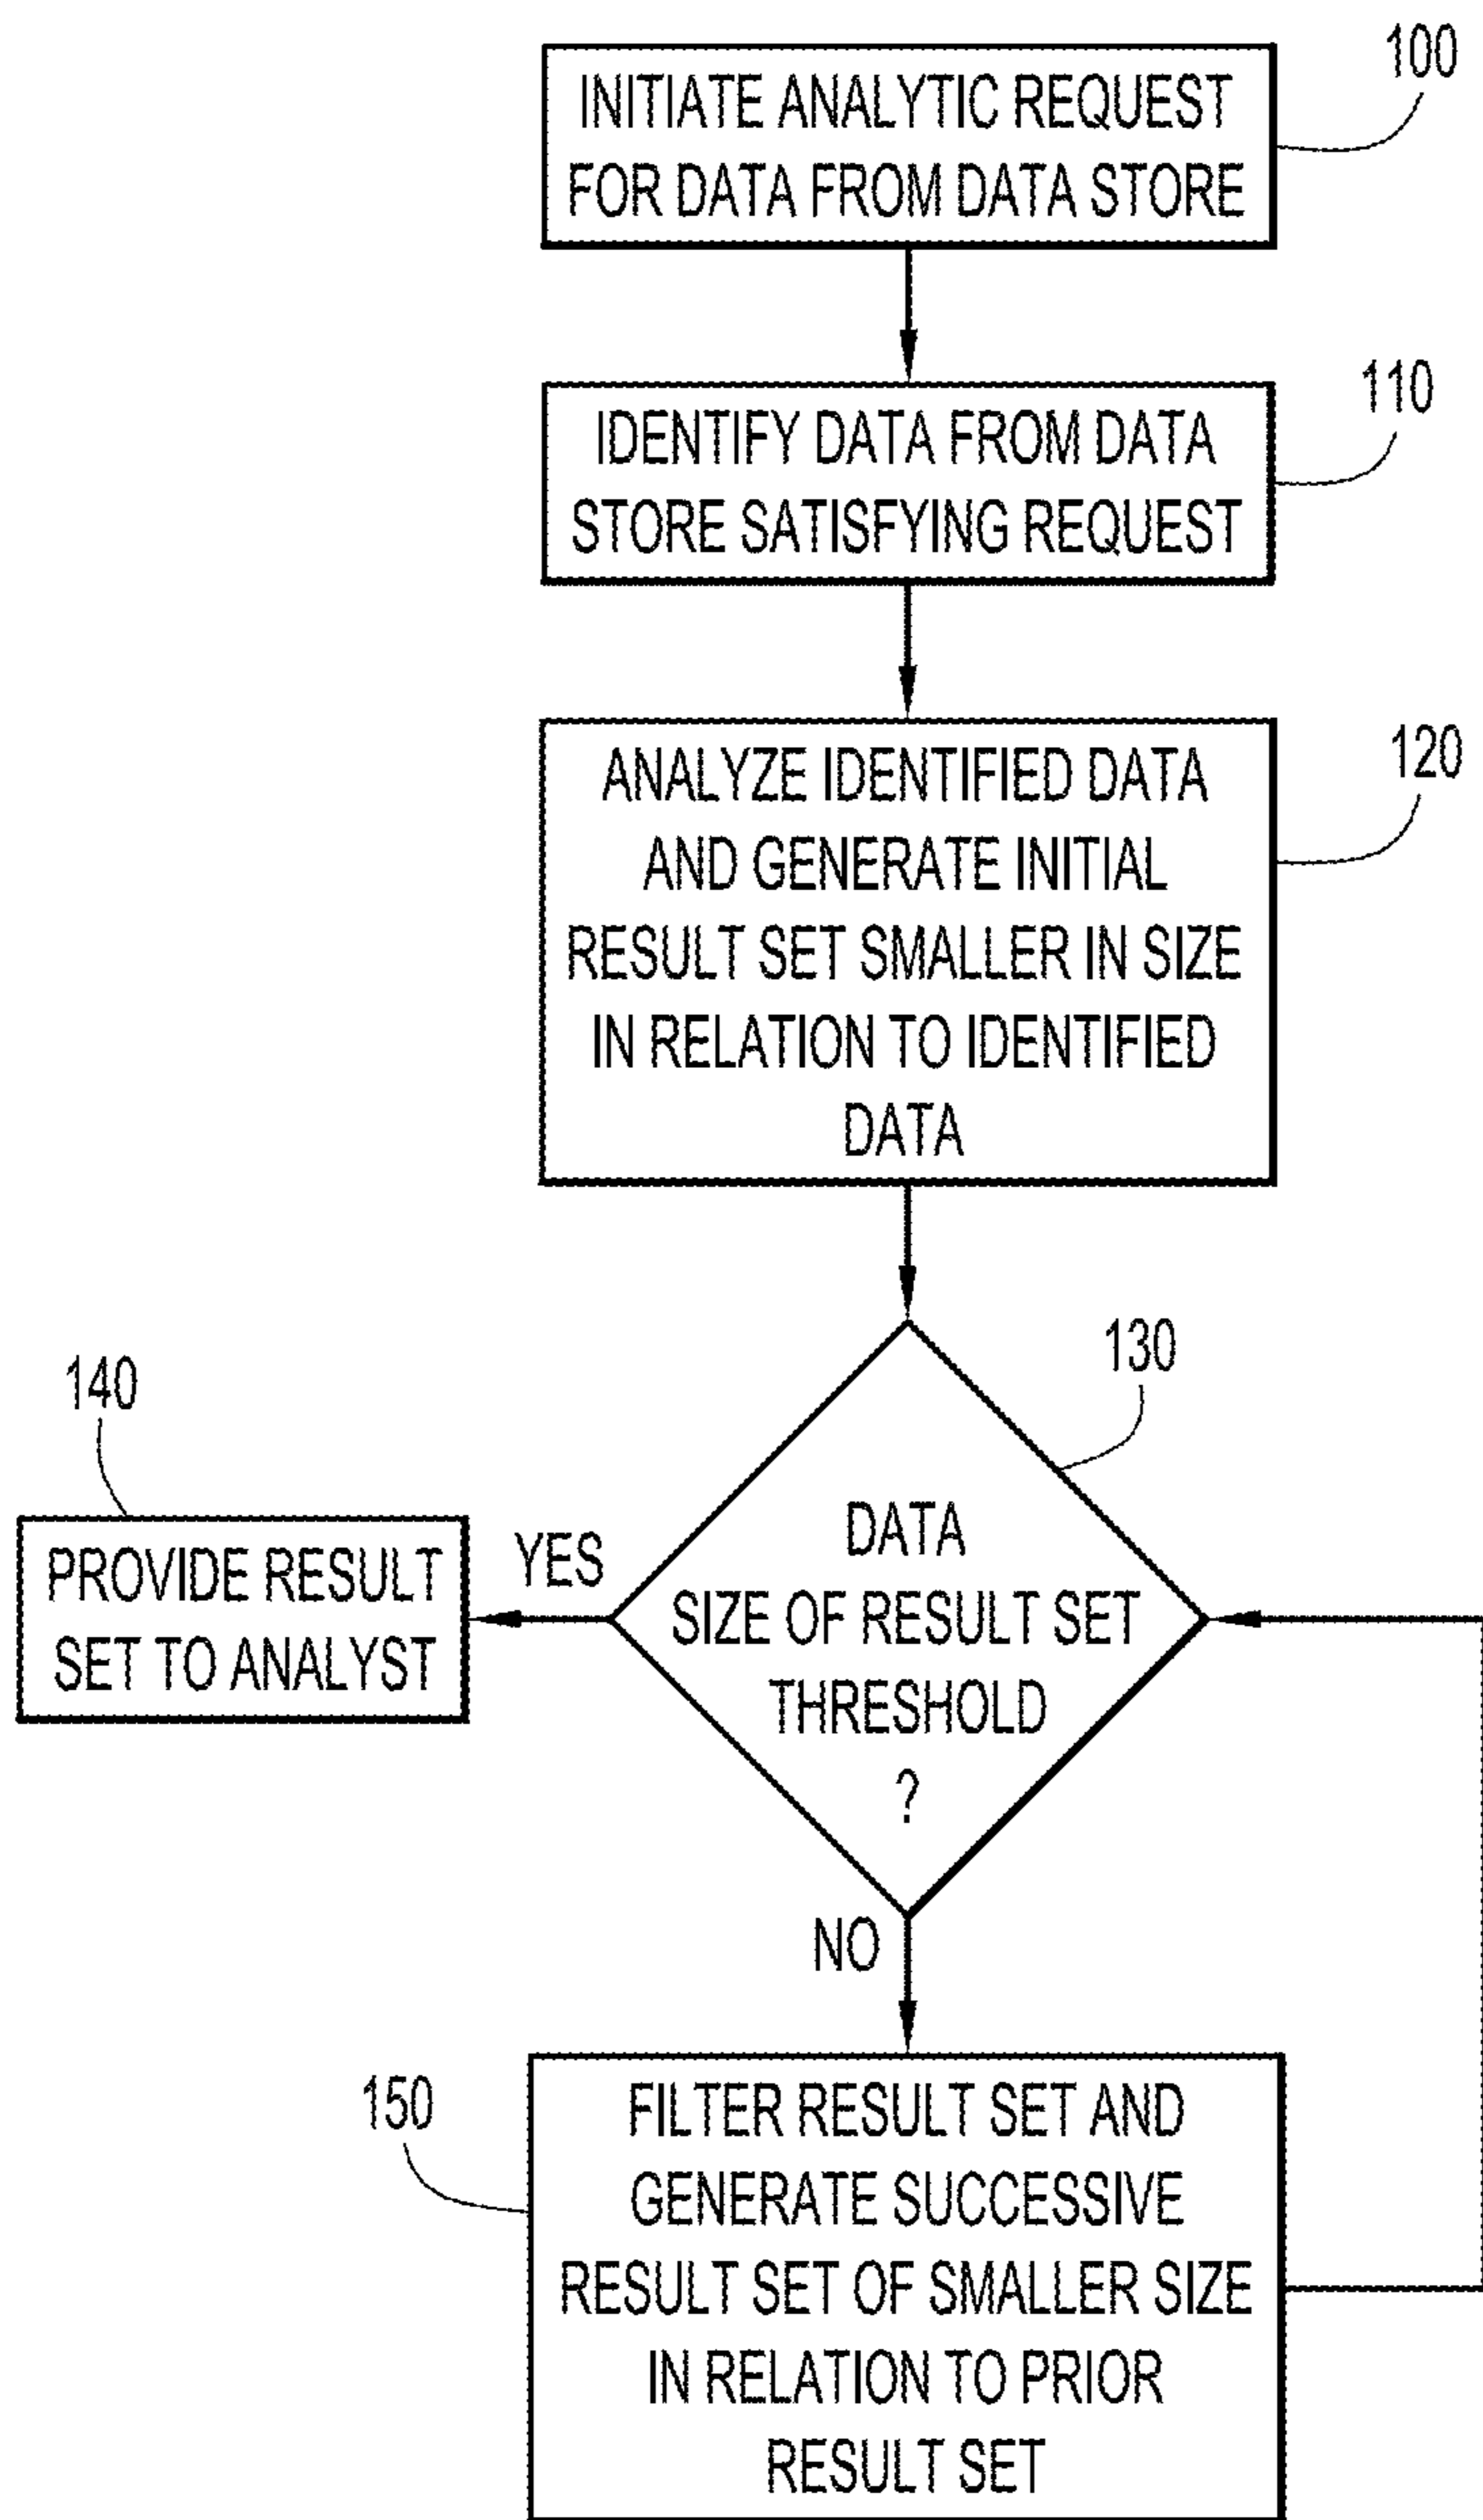 100
INITIATE ANALYTIC REQUEST
FOR DATA FROM DATA STORE
110
IDENTIFY DATA FROM DATA
STORE SATISFYING REQUEST
120
ANALYZE IDENTIFIED DATA
AND GENERATE INITIAL
RESULT SET SMALLER IN SIZE
IN RELATION TO IDENTIFIED
DATA
130
DATA
SIZE OF RESULT SET
THRESHOLD
?
140
YES
PROVIDE RESULT
SET TO ANALYST
NO
150
FILTER RESULT SET AND
GENERATE SUCCESSIVE
RESULT SET OF SMALLER SIZE
IN RELATION TO PRIOR
RESULT SET